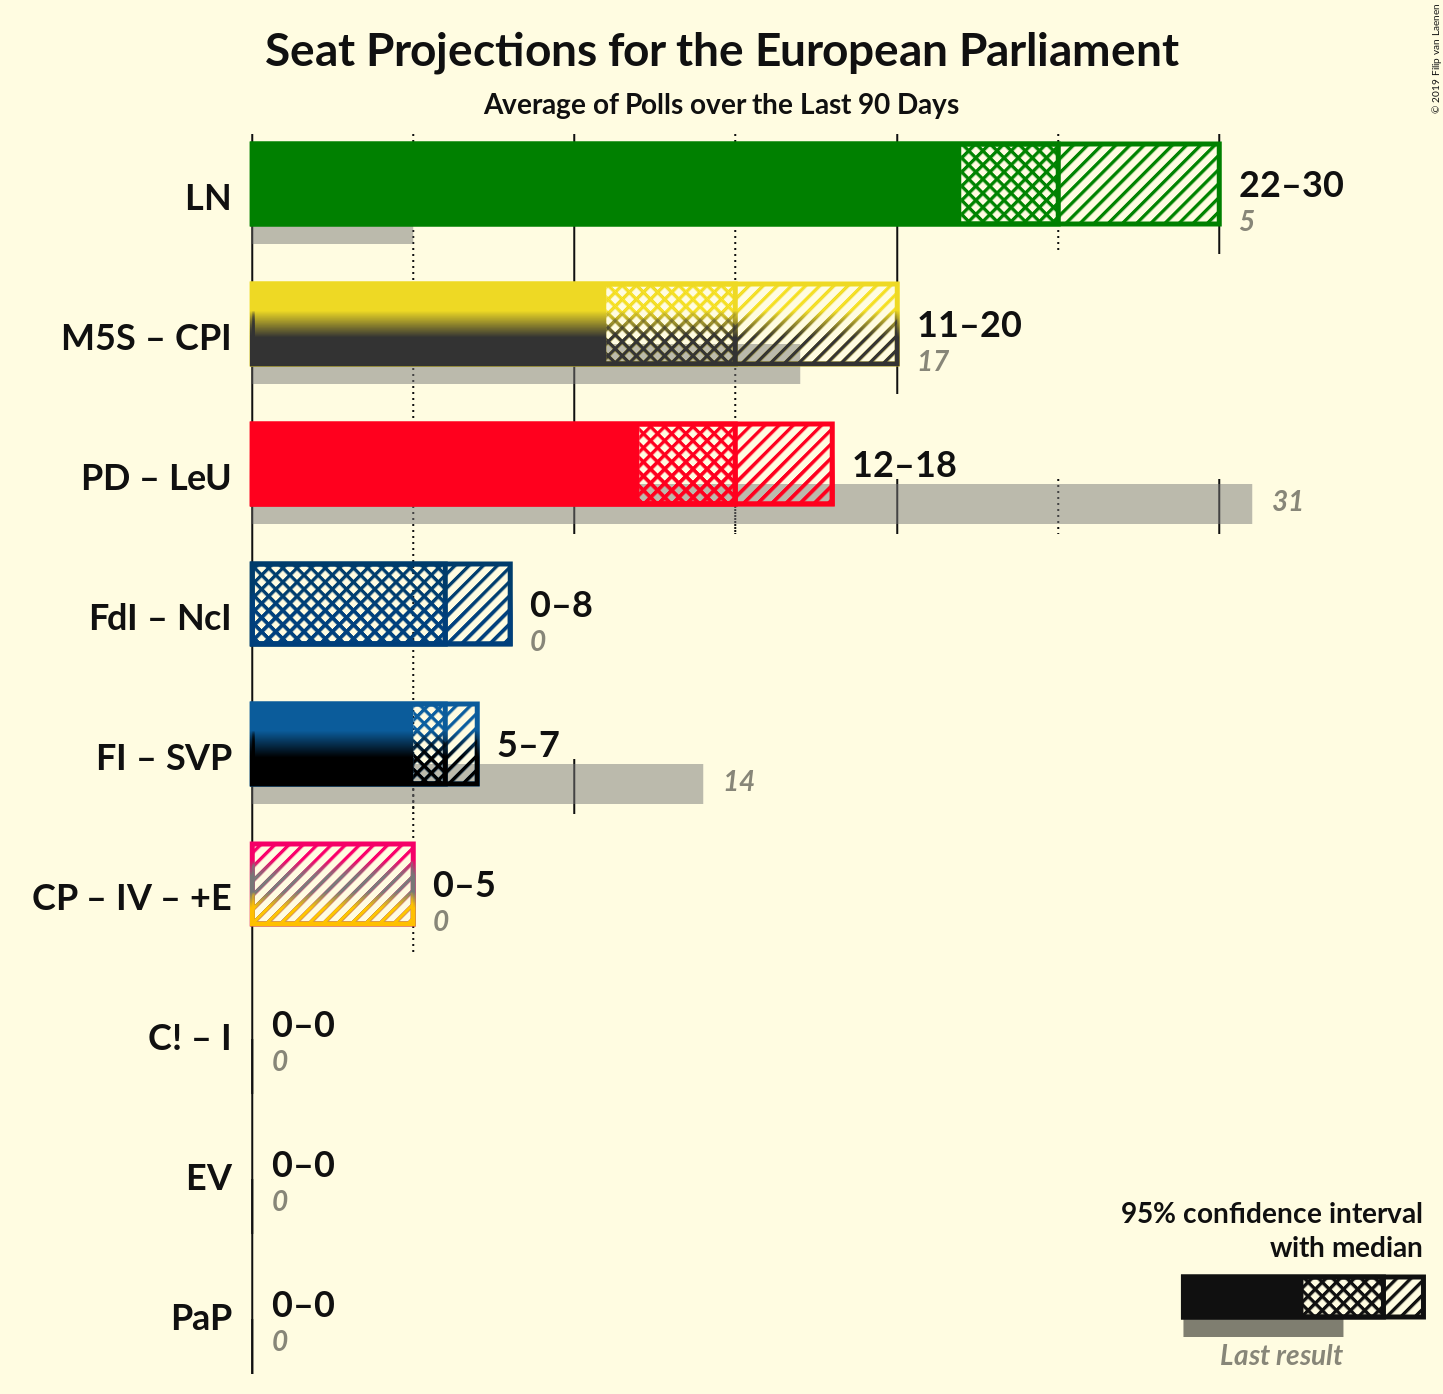 Seat Projections for the European Parliament
Average of Polls over the Last 90 Days
© 2019 Filip van Laenen
LN
22–30
5
M5S – CPI
11–20
17
PD – LeU
12–18
31
FdI – NcI
0–8
0
FI – SVP
5–7
14
CP – IV – +E
0–5
0
C! – I
0–0
0
EV
0–0
0
PaP
0–0
0
95% confidence interval
with median
Last result